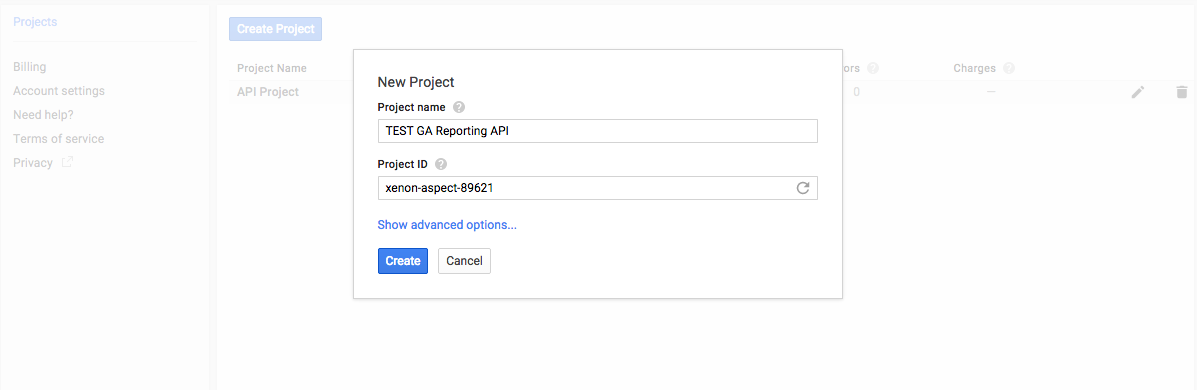 Projects
Billing
Account settings
Need help?
Terms of service
Privacy
Create Project
Project Name
ors
Charges
API Project
0
—
New Project
Project name
TEST GA Reporting API
Project ID
xenon-aspect-89621
Show advanced options...
Create
Cancel